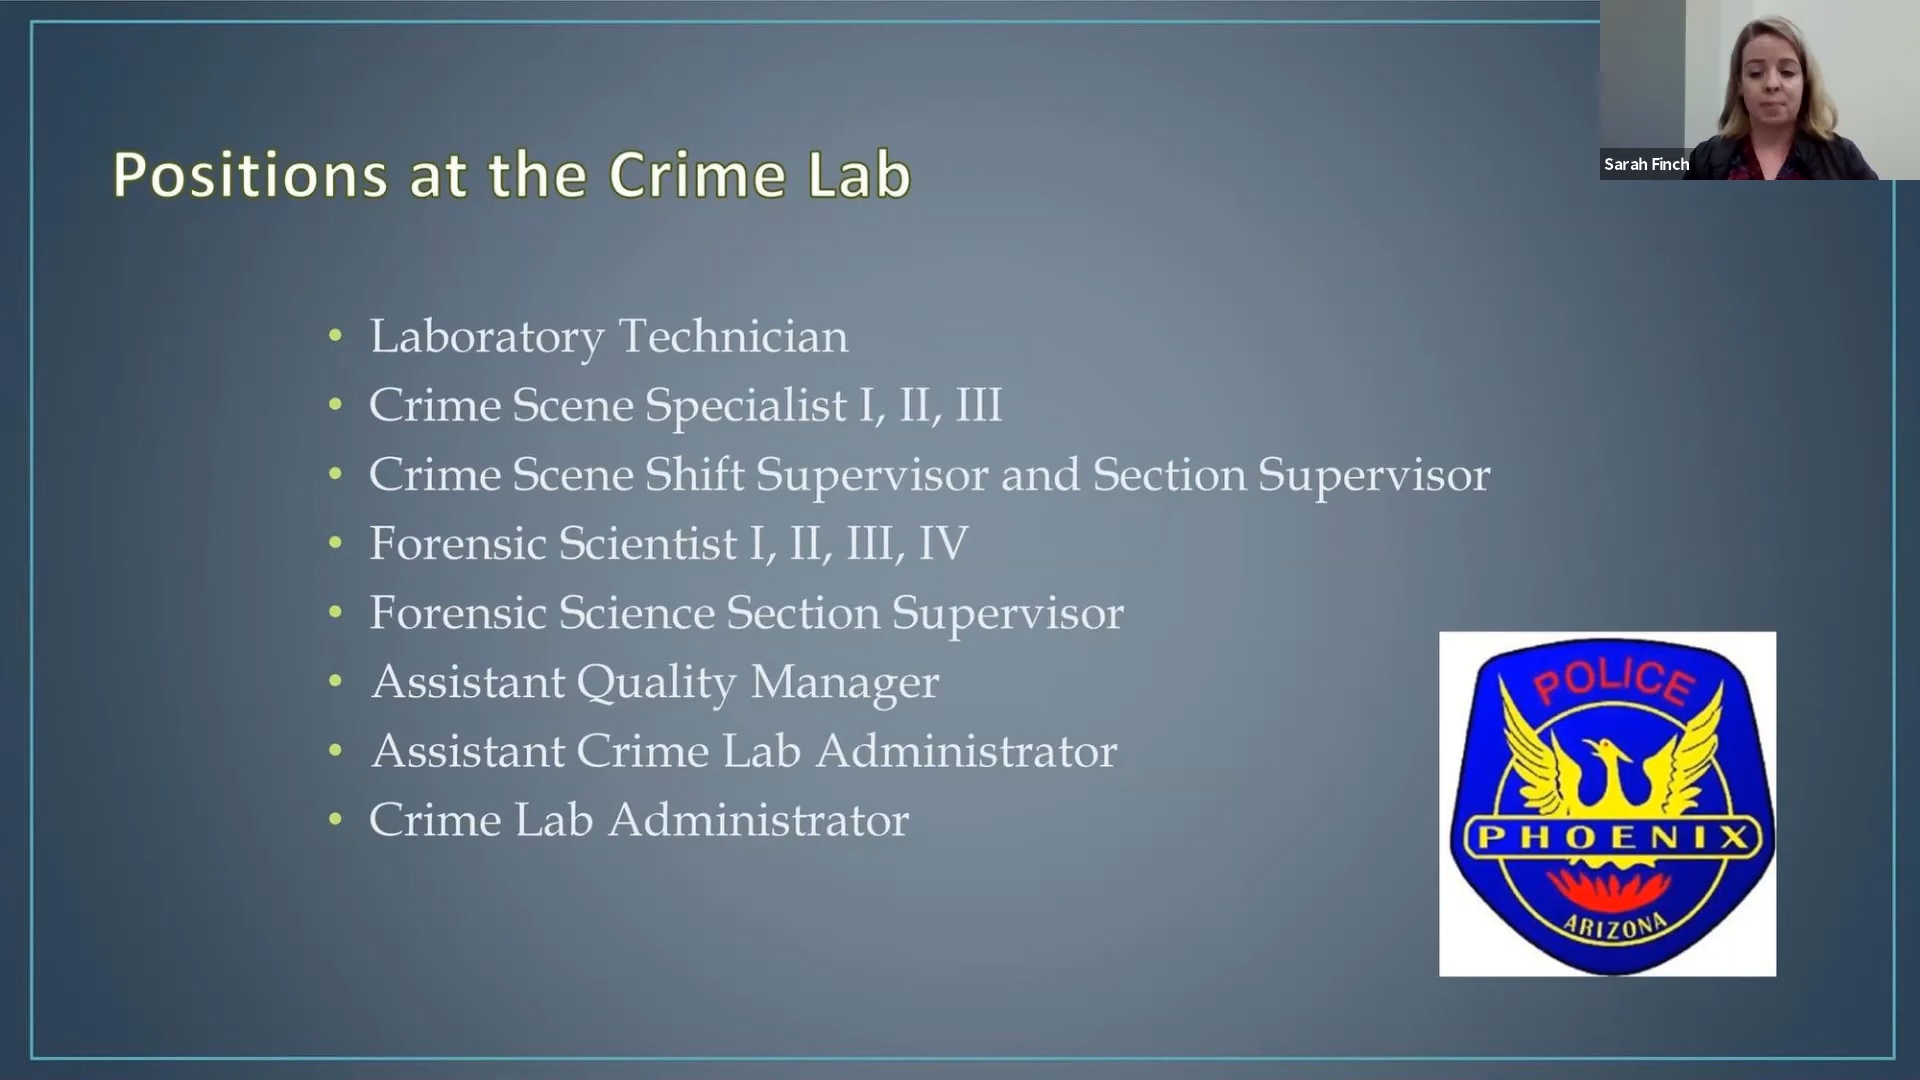 Sarah Finch
Positions at the Crime Lab
• Laboratory Technician
• Crime Scene Specialist I, II, III
• Crime Scene Shift Supervisor and Section Supervisor
• Forensic Scientist I, II, III, IV
• Forensic Science Section Supervisor
• Assistant Quality Manager
• Assistant Crime Lab Administrator
• Crime Lab Administrator
POLICE
PHOENIX
ARIZONA